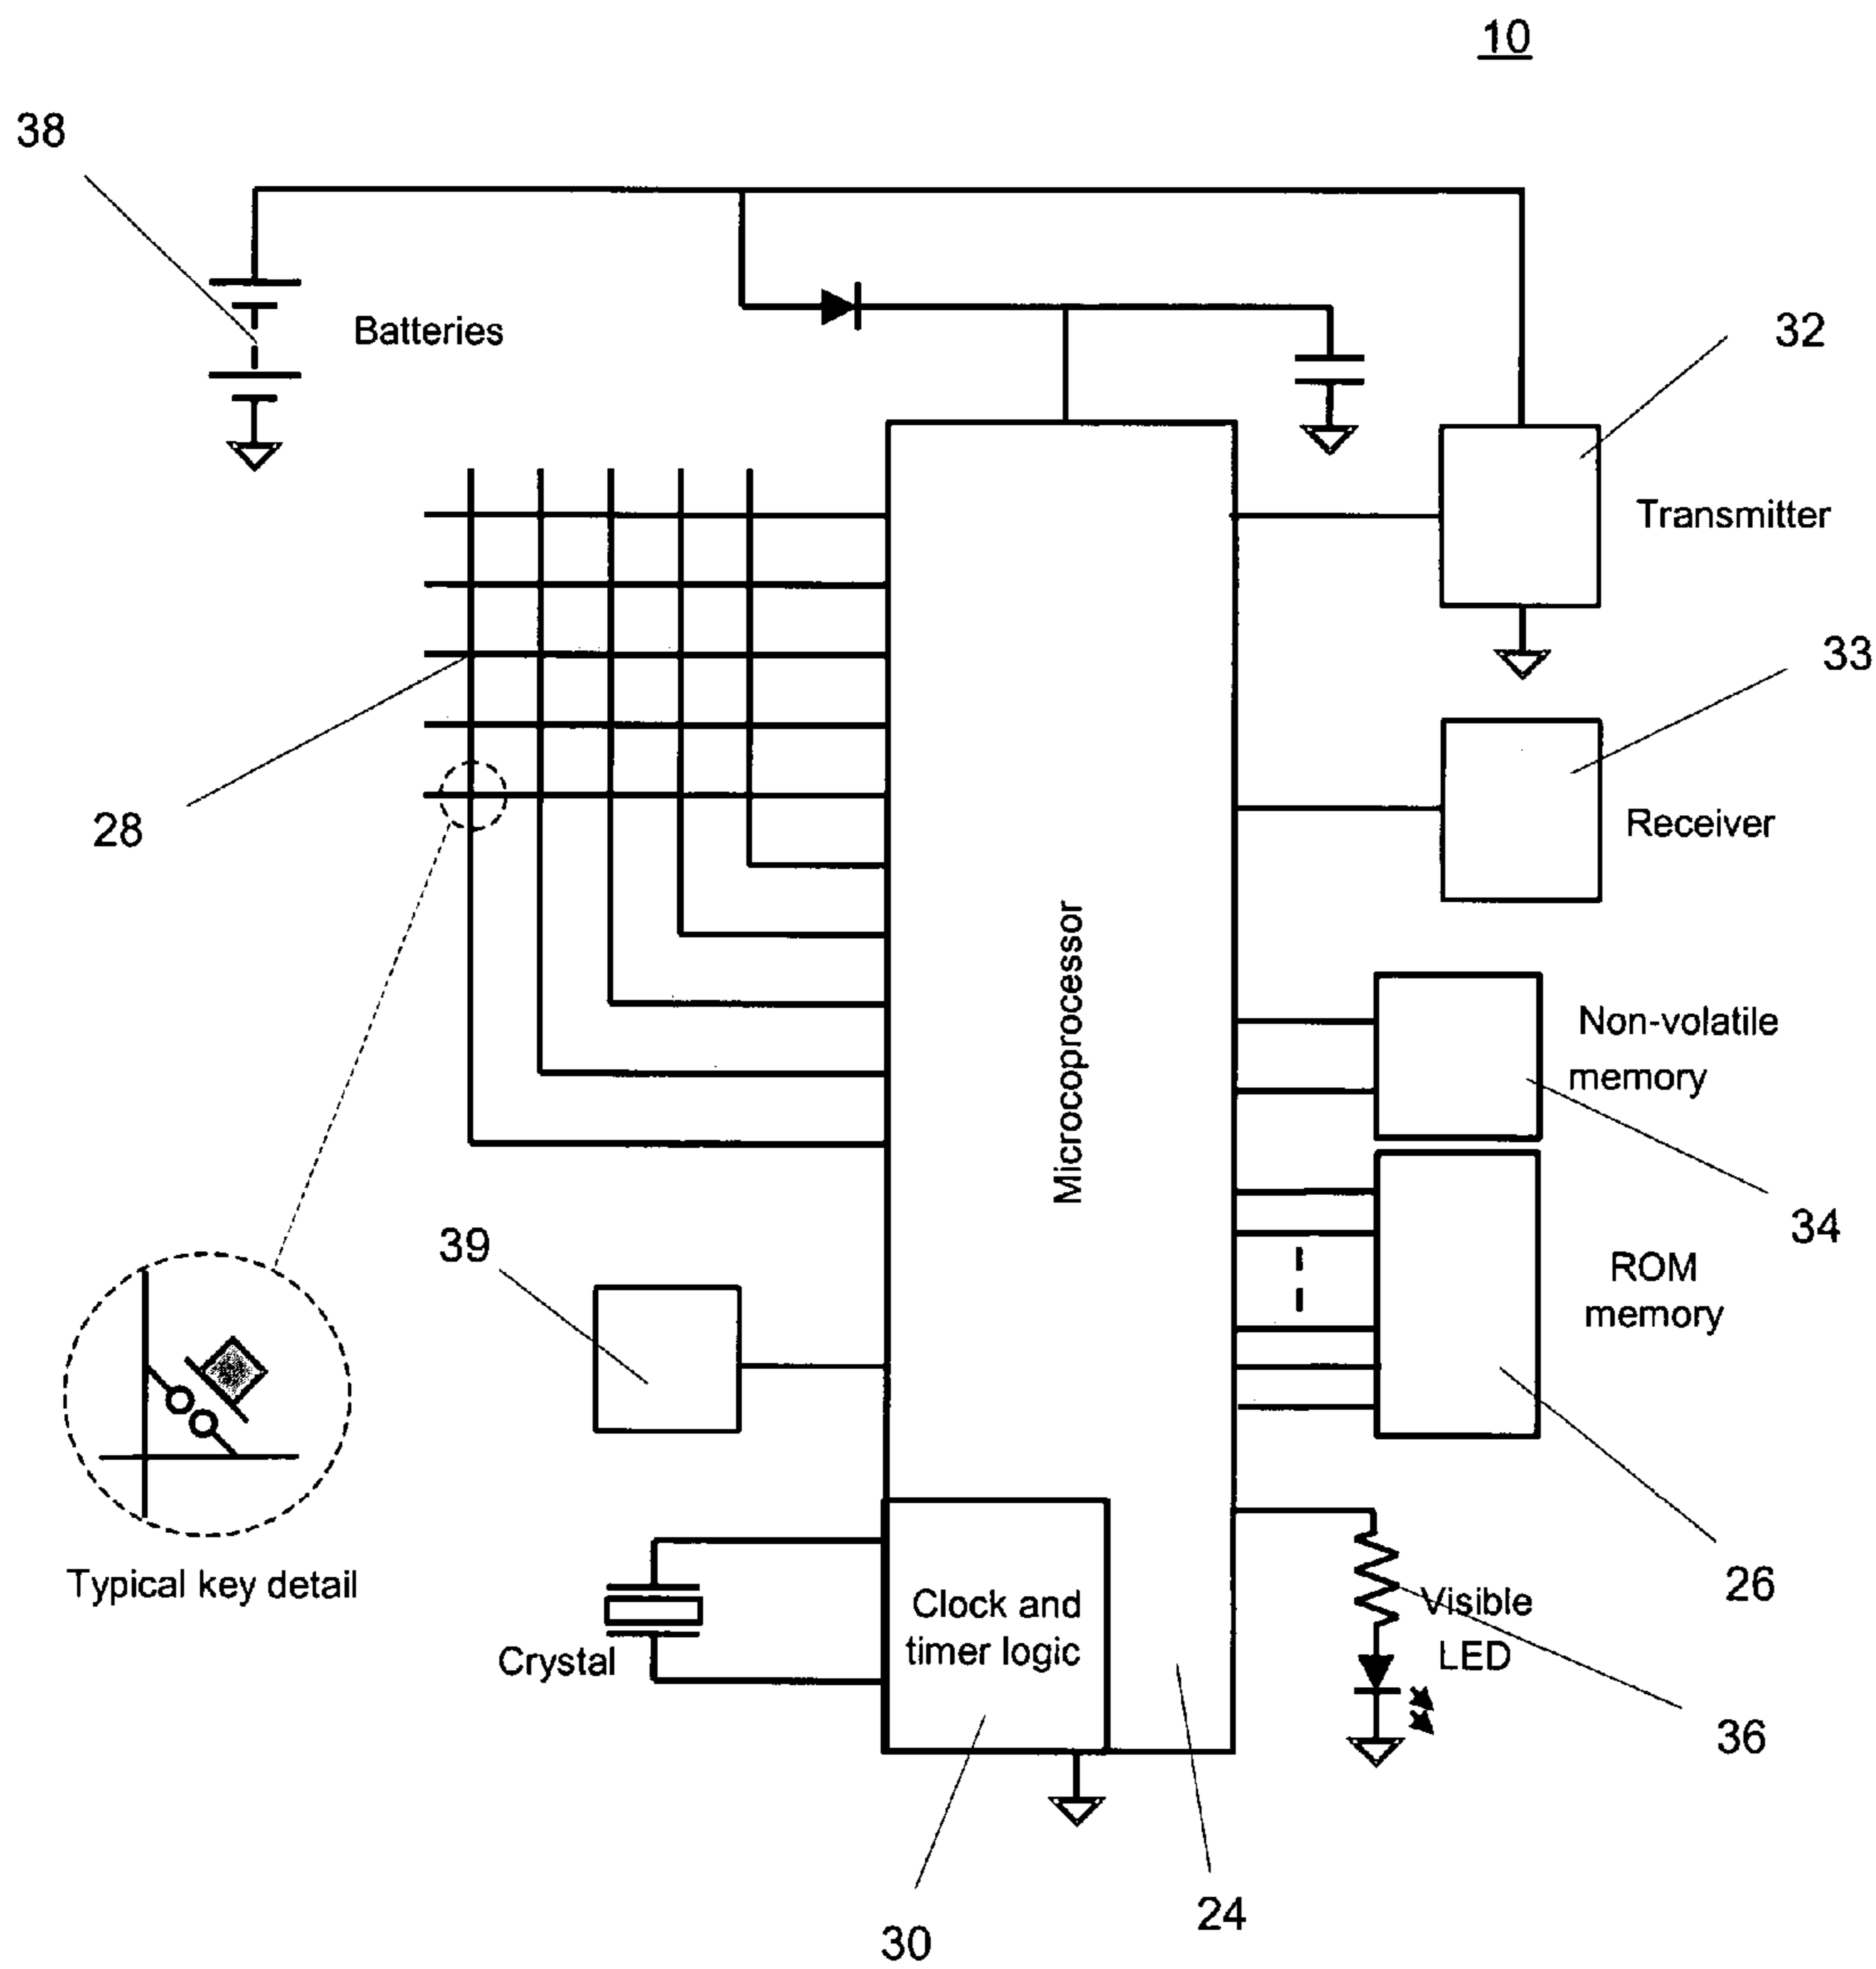 10
38
Batteries
32
Transmitter
33
Receiver
28
Microcoprocessor
Non-volatile
memory
34
39
ROM
memory
26
Typical key detail
Crystal
Clock and
timer logic
Visible
LED
36
24
30